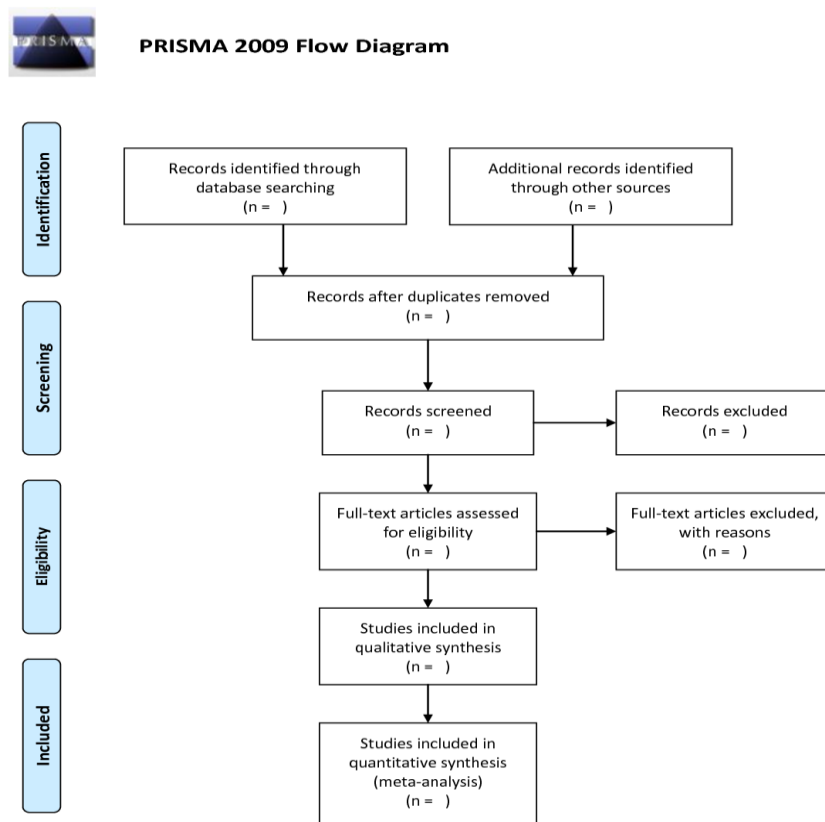 PRISMA
PRISMA 2009 Flow Diagram
Identification
Records identified through
database searching
(n =   )
Additional records identified
through other sources
(n =   )
Records after duplicates removed
(n =   )
Screening
Records screened
(n =   )
Records excluded
(n =   )
Eligibility
Full-text articles assessed
for eligibility
(n =   )
Full-text articles excluded,
with reasons
(n =   )
Studies included in
qualitative synthesis
(n =   )
Included
Studies included in
quantitative synthesis
(meta-analysis)
(n =   )